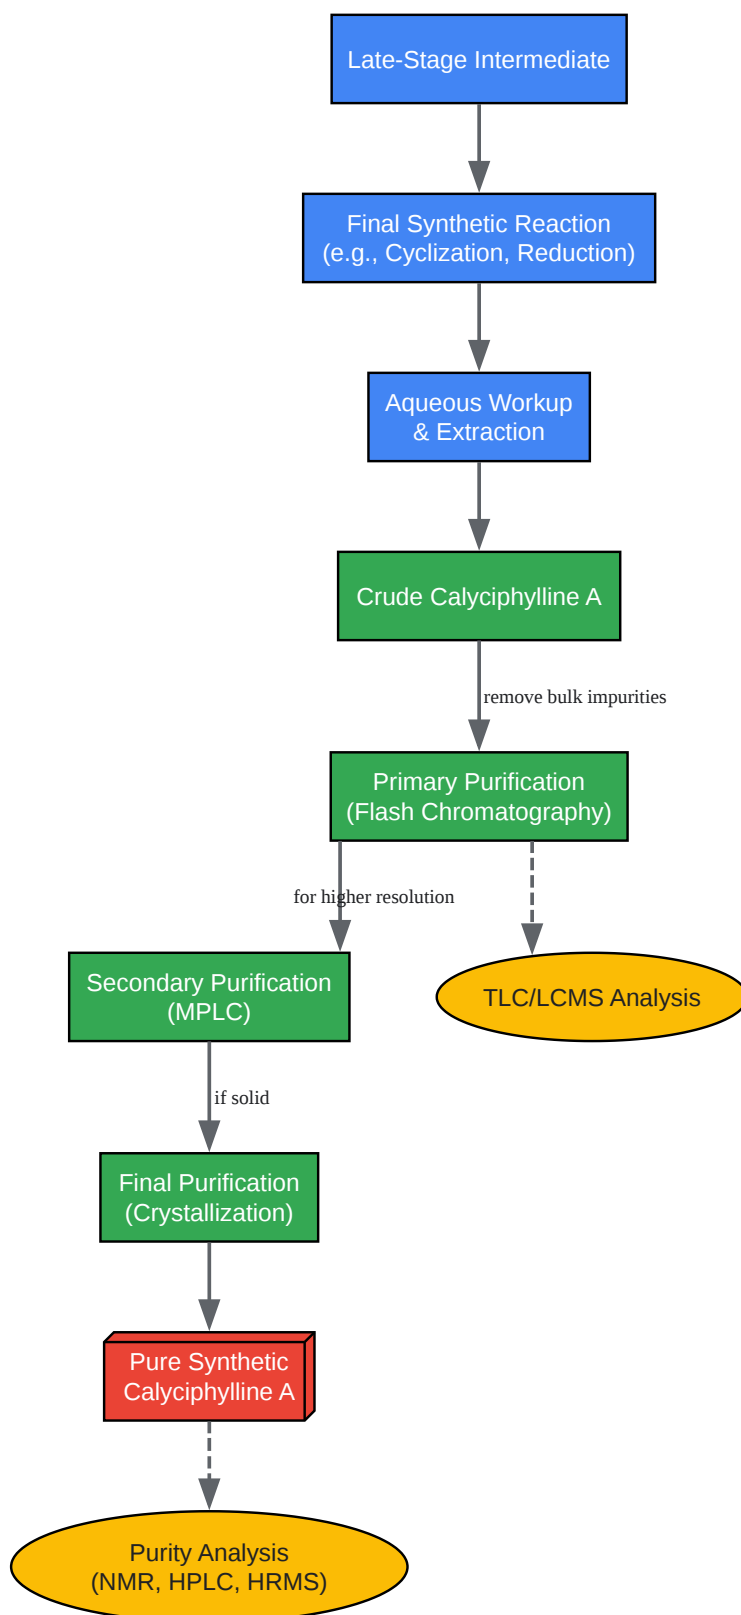 Late-Stage Intermediate
Final Synthetic Reaction
(e.g., Cyclization, Reduction)
Aqueous Workup
& Extraction
Crude Calyciphylline A
remove bulk impurities
Primary Purification
(Flash Chromatography)
for higher resolution
Secondary Purification
(MPLC)
TLC/LCMS Analysis
if solid
Final Purification
(Crystallization)
Pure Synthetic
Calyciphylline A
Purity Analysis
(NMR, HPLC, HRMS)